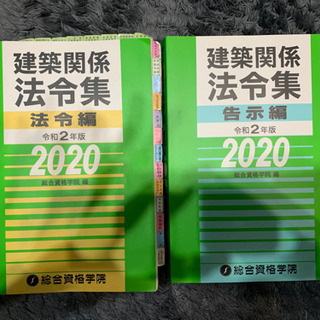 建築関係
法令集
法令編
令和2年版
2020
総合資格学院 編
総合資格学院
建築関係
法令集
告示編
令和2年版
2020
総合資格学院 編
総合資格学院